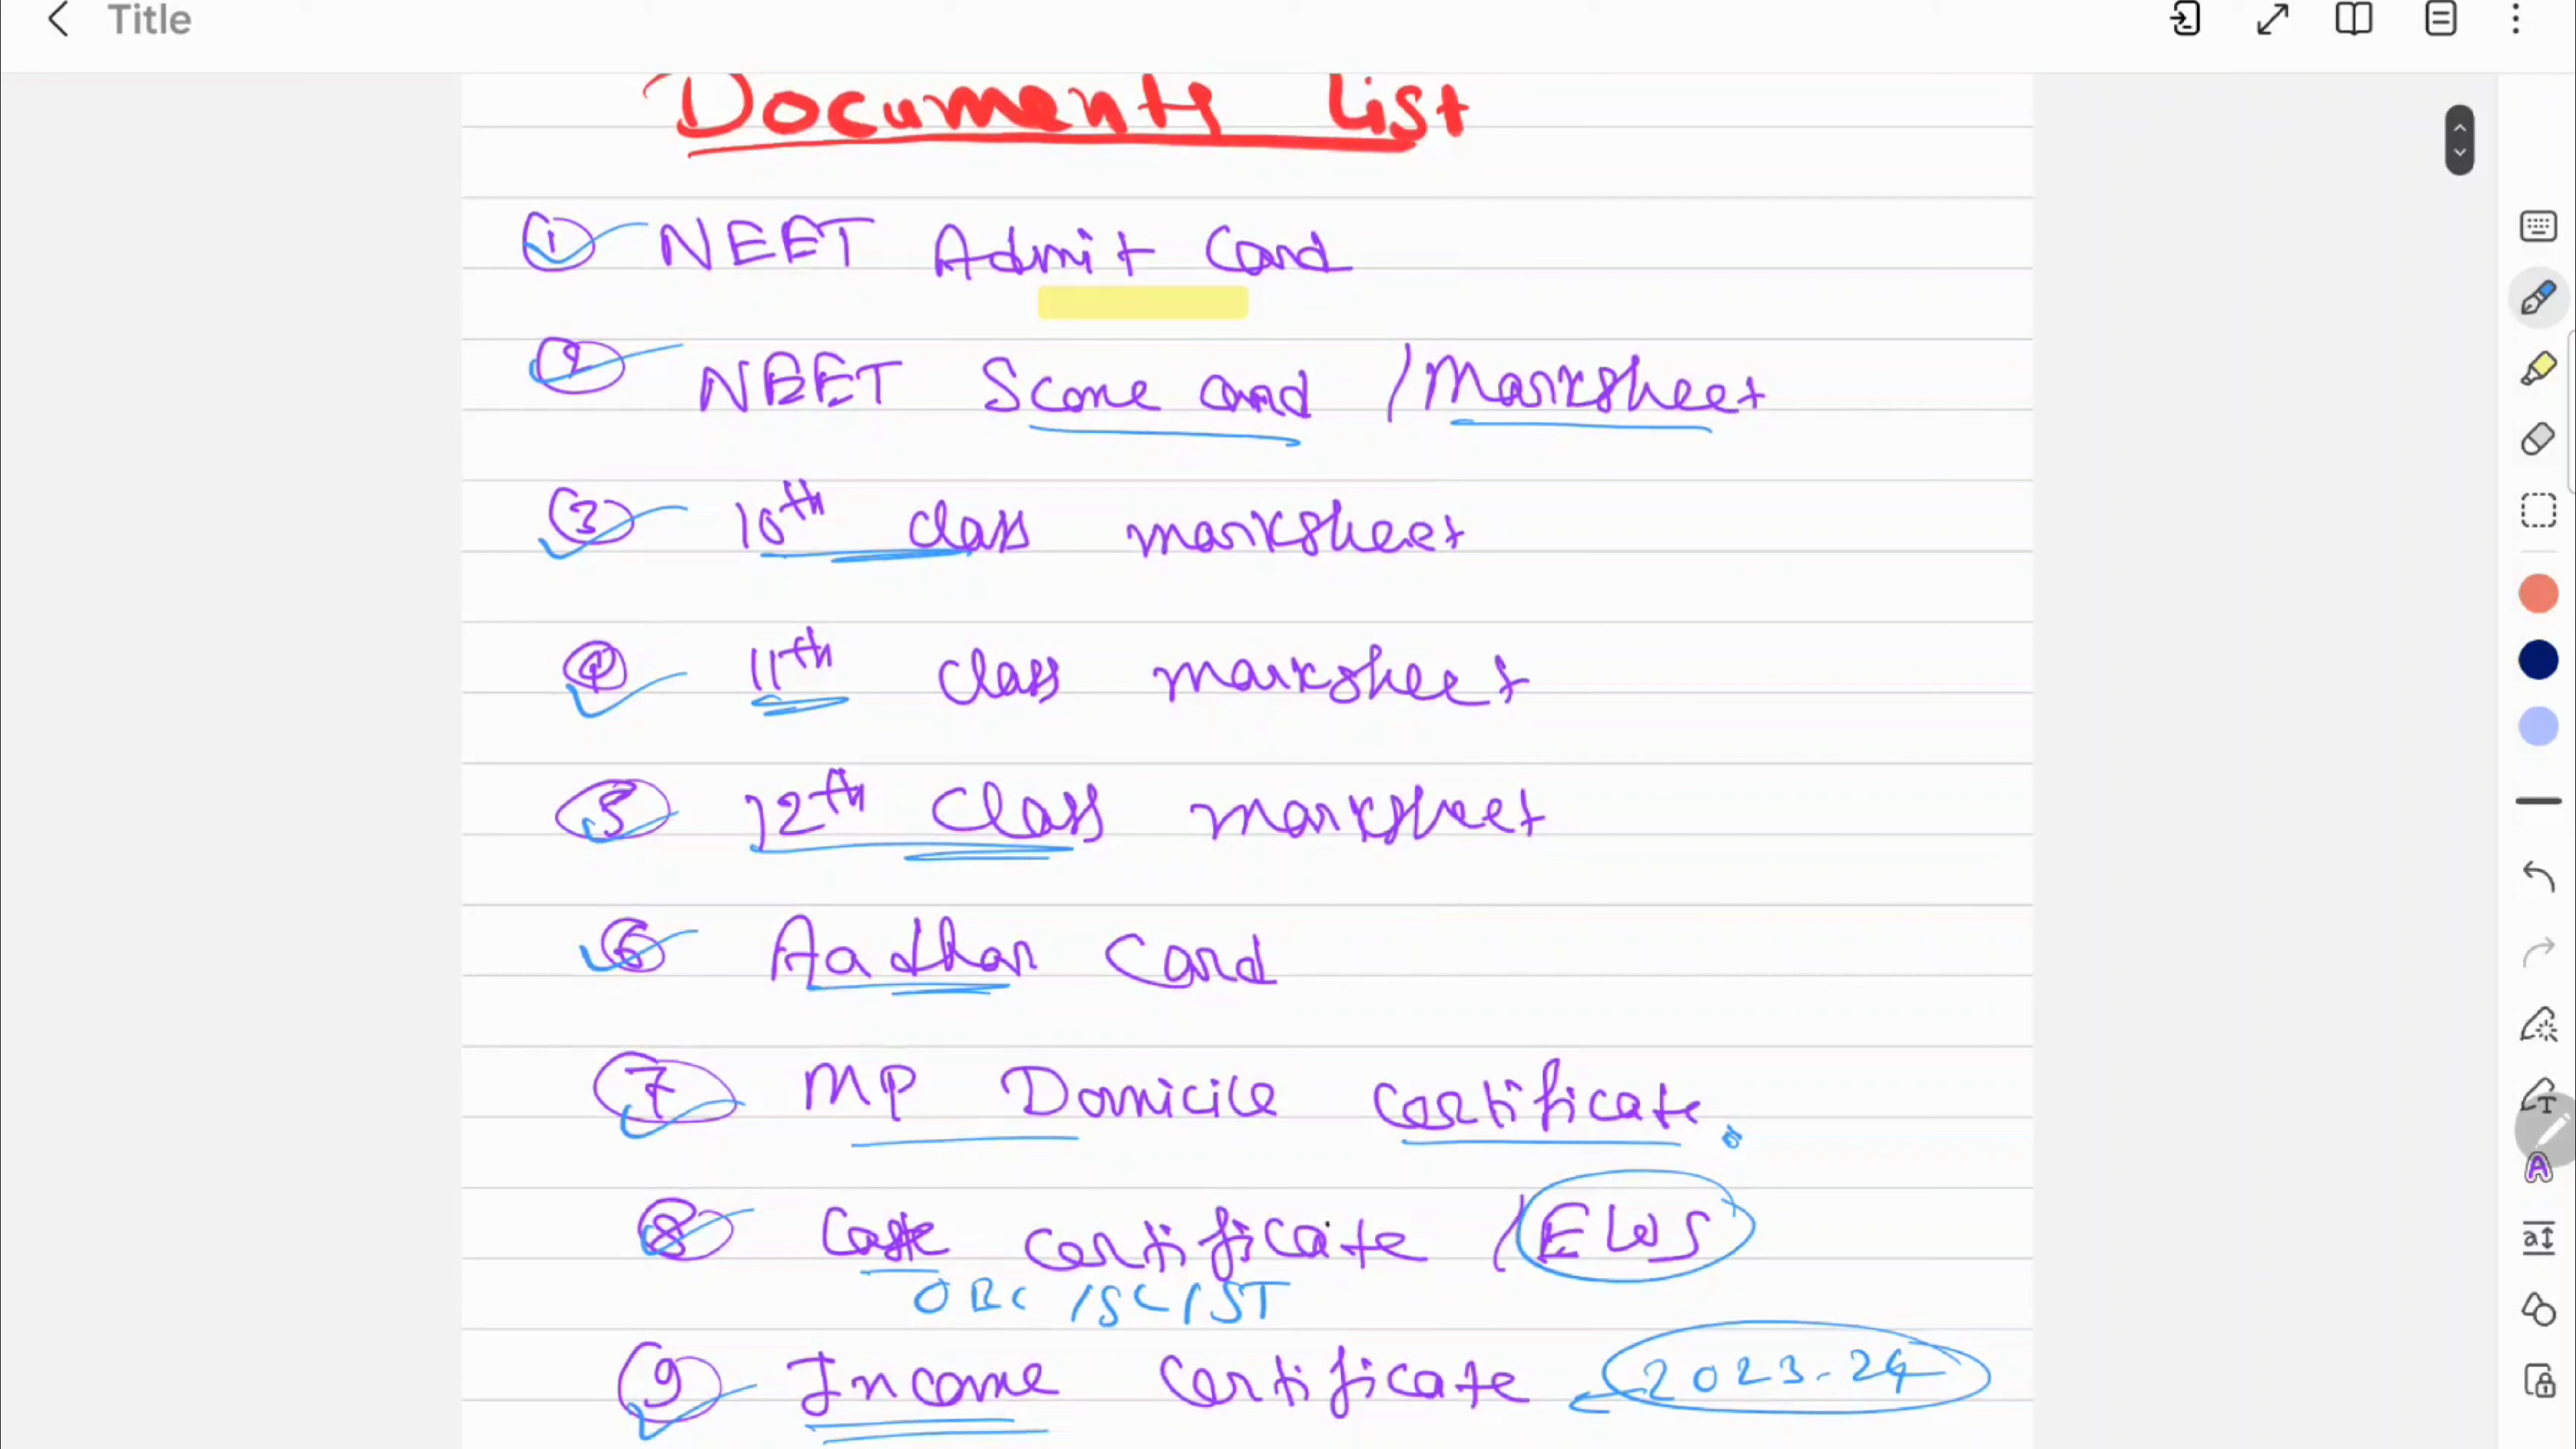 Title
Documents List
① NEET Admit Card
② NEET Score Card / Marksheet
③ 10th class marksheet
④ 11th class marksheet
⑤ 12th Class marksheet
⑥ Aadhar Card
⑦ MP Domicile Certificate.
⑧ Caste Certificate / EWS
OBC / SC / ST
⑨ Income Certificate 2023-24